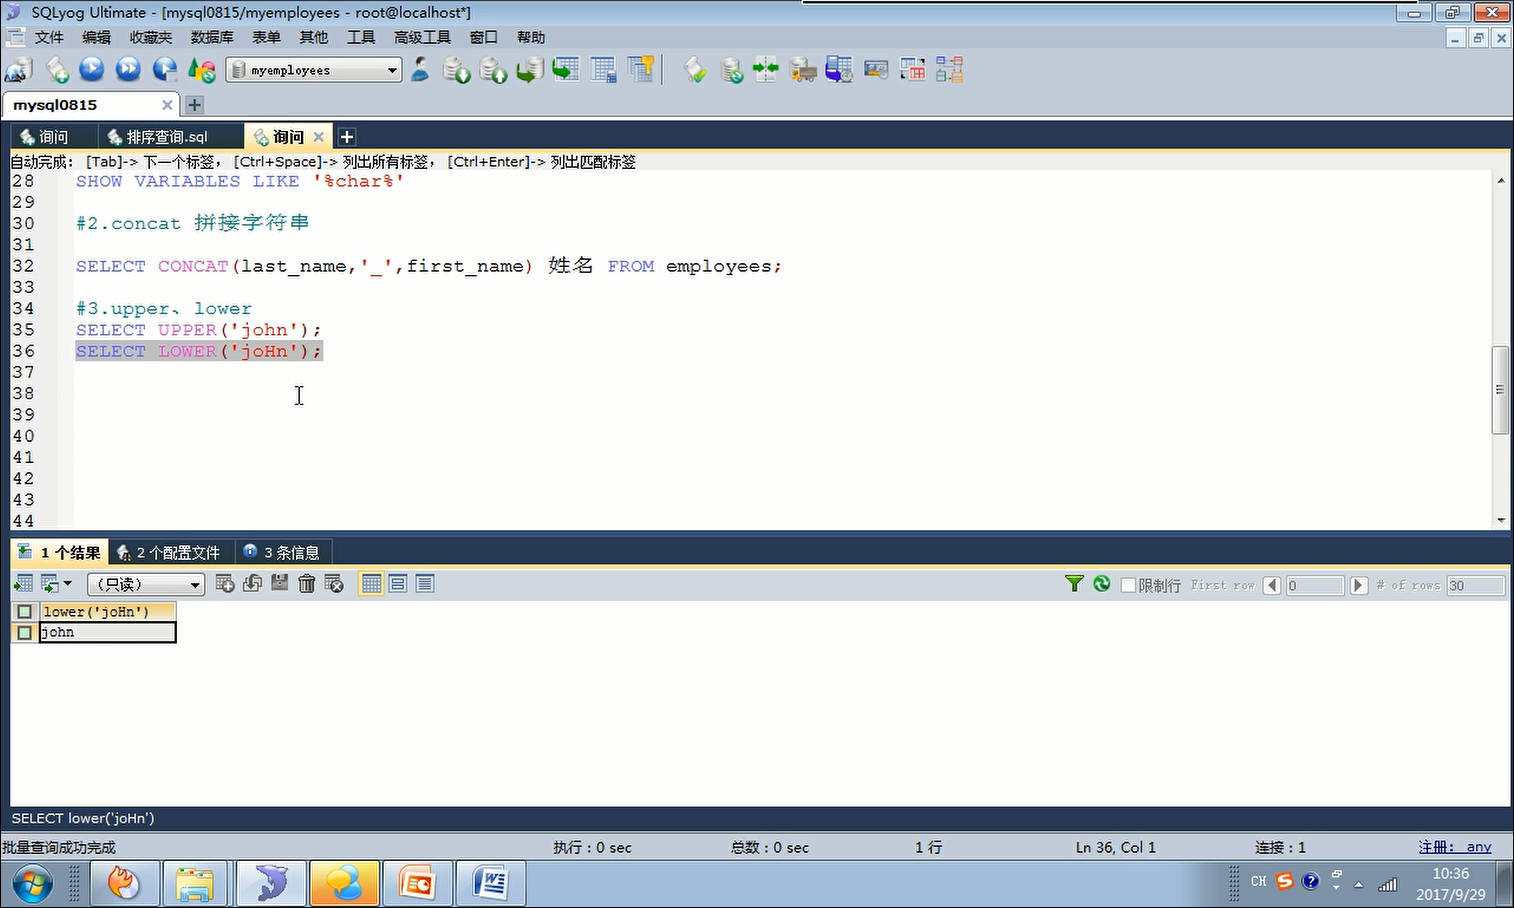 SQLyog Ultimate - [mysql0815/myemployees - root@localhost*]
文件 编辑 收藏夹 数据库 表单 其他 工具 高级工具 窗口 帮助
myemployees
mysql0815
询问 排序查询.sql 询问
自动完成: [Tab]-> 下一个标签, [Ctrl+Space]-> 列出所有标签, [Ctrl+Enter]-> 列出匹配标签
28 SHOW VARIABLES LIKE '%char%'
29
30 #2.concat 拼接字符串
31
32 SELECT CONCAT(last_name,'_',first_name) 姓名 FROM employees;
33
34 #3.upper、lower
35 SELECT UPPER('john');
36 SELECT LOWER('joHn');
37
38
39
40
41
42
43
44
1 个结果 2 个配置文件 3 条信息
(只读) 限制行 First row 0 # of rows 30
lower('joHn')
john
SELECT lower('joHn')
批量查询成功完成 执行 : 0 sec 总数 : 0 sec 1 行 Ln 36, Col 1 连接 : 1 注册: any
CH 10:36
2017/9/29